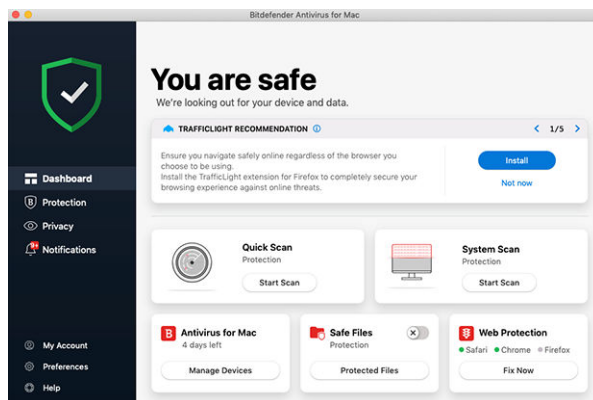 Bitdefender Antivirus for Mac
You are safe
We're looking out for your device and data.
TRAFFICLIGHT RECOMMENDATION
1/5
Ensure you navigate safely online regardless of the browser you
choose to be using.
Install the TrafficLight extension for Firefox to completely secure your
browsing experience against online threats.
Install
Not now
Dashboard
Protection
Privacy
9+
Notifications
My Account
Preferences
Help
Quick Scan
Protection
Start Scan
System Scan
Protection
Start Scan
B Antivirus for Mac
4 days left
Manage Devices
Safe Files
Protection
Protected Files
Web Protection
Safari Chrome Firefox
Fix Now